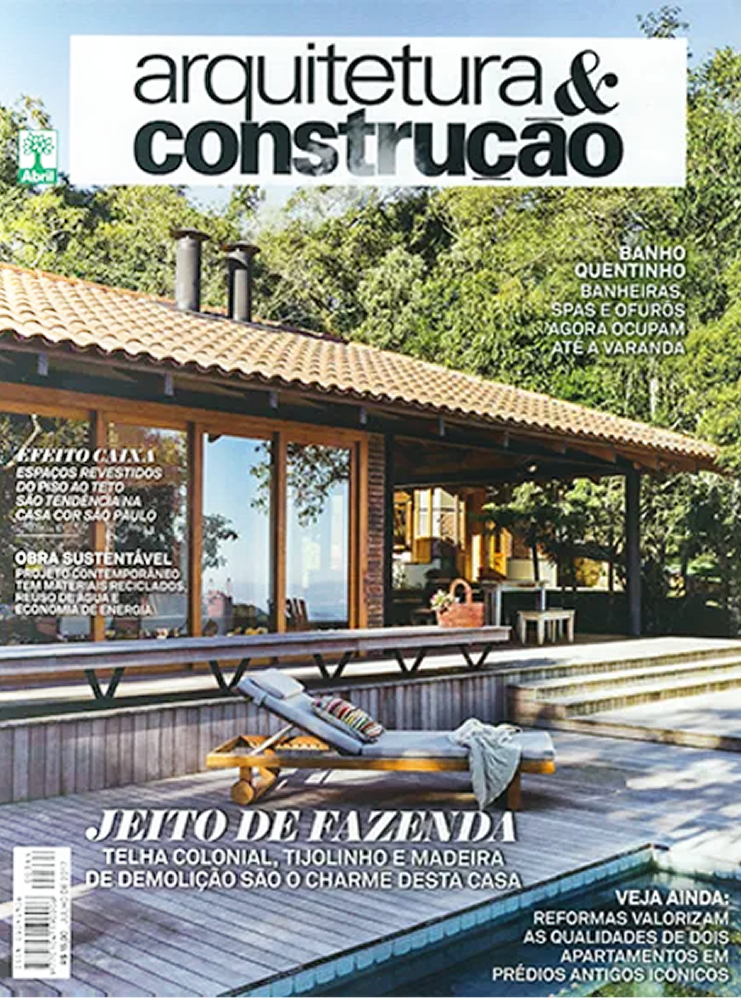 arquitetura &
construção
Abril
BANHO
QUENTINHO
BANHEIRAS,
SPAS E OFURÔS
AGORA OCUPAM
ATÉ A VARANDA
EFEITO CAIXA
ESPAÇOS REVESTIDOS
DO PISO AO TETO
SÃO TENDÊNCIA NA
CASA COR SÃO PAULO
OBRA SUSTENTÁVEL
PROJETO CONTEMPORÂNEO
TEM MATERIAIS RECICLADOS,
REÚSO DE ÁGUA E
ECONOMIA DE ENERGIA
JEITO DE FAZENDA
TELHA COLONIAL, TIJOLINHO E MADEIRA
DE DEMOLIÇÃO SÃO O CHARME DESTA CASA
JULHO DE 2017
VEJA AINDA:
REFORMAS VALORIZAM
AS QUALIDADES DE DOIS
APARTAMENTOS EM
PRÉDIOS ANTIGOS ICÔNICOS